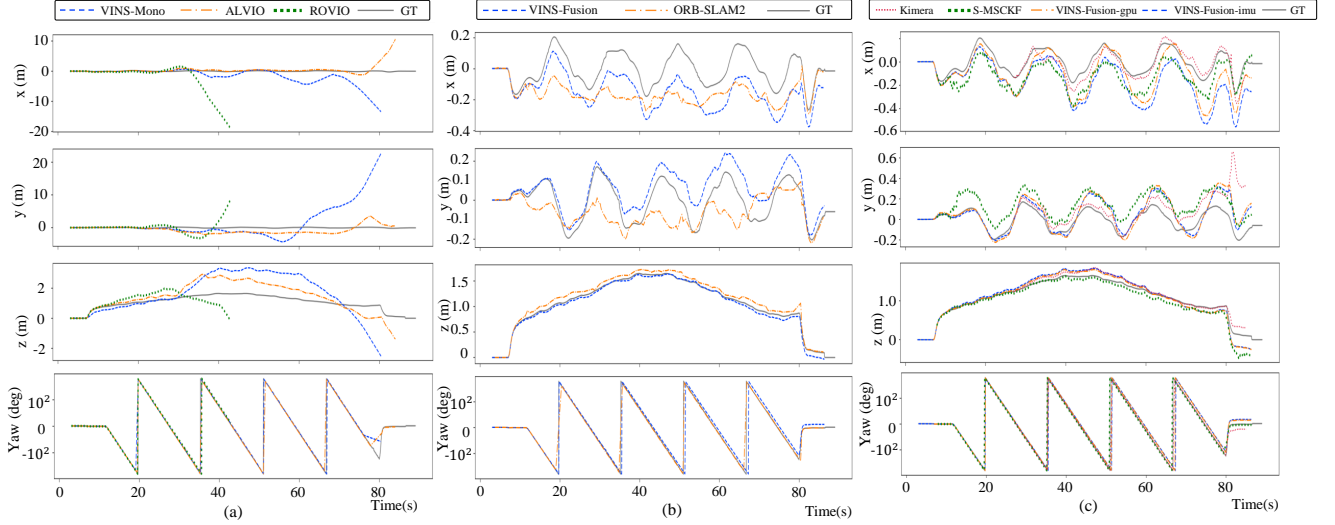 VINS-Mono ALVIO ROVIO GT
10
0
-10
-20
x (m)
20
10
0
y (m)
2
0
-2
z (m)
10²
0
-10²
Yaw (deg)
0 20 40 60 80 Time(s)
(a)
VINS-Fusion ORB-SLAM2 GT
0.2
0.0
-0.2
-0.4
x (m)
0.2
0.0
-0.1
-0.2
y (m)
1.5
1.0
0.5
0
z (m)
10²
0
-10²
0 20 40 60 80 Time(s)
(b)
Kimera S-MSCKF VINS-Fusion-gpu VINS-Fusion-imu GT
0.0
-0.2
-0.4
-0.6
x (m)
0.6
0.4
0.2
0.0
-0.2
y (m)
1.0
0
z (m)
10²
0
-10²
Yaw (deg)
0 20 40 60 80 Time(s)
(c)